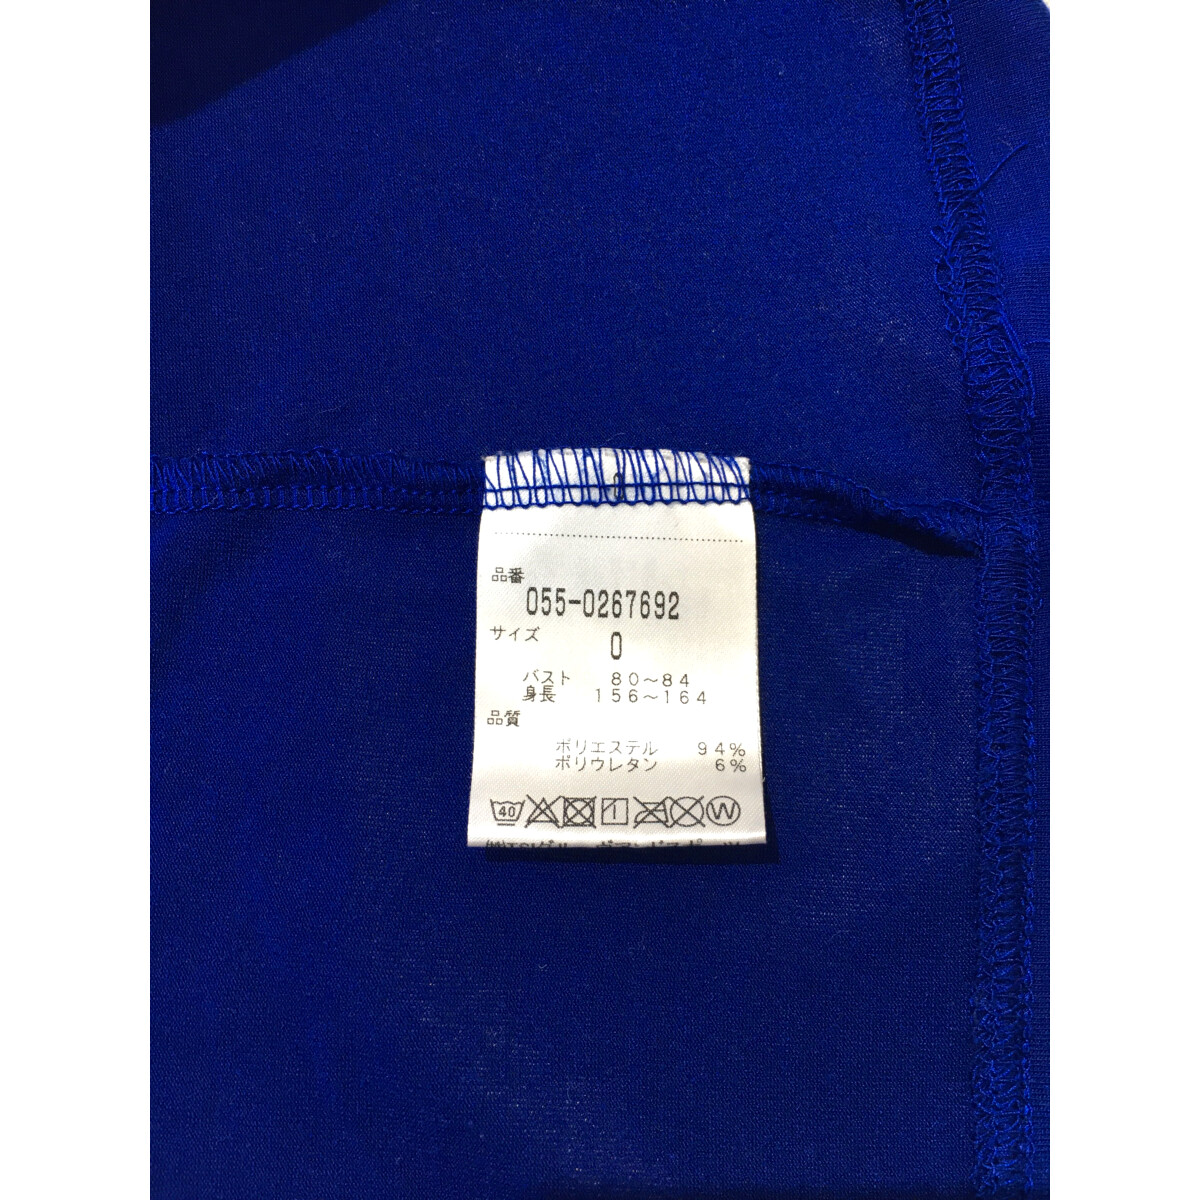 品番
055-0267692
サイズ
0
バスト 80～84
身長 156～164
品質
ポリエステル 94%
ポリウレタン 6%
40 W